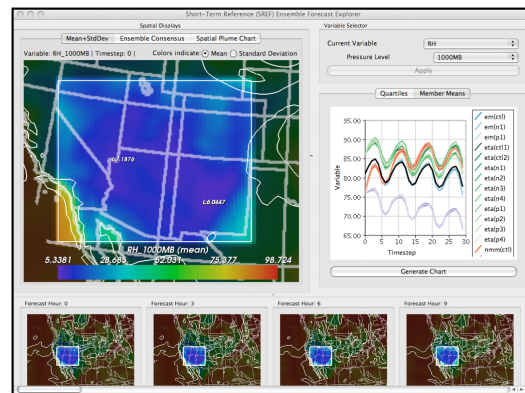 Short-Term Reference (SREF) Ensemble Forecast Explorer
Spatial Displays
Mean+StdDev Ensemble Consensus Spatial Plume Chart
Variable: RH_1000MB | Timestep: 0 | Colors indicate: Mean Standard Deviation
L:6.0447
RH_1000MB (mean)
5.3381 28.685 52.031 75.377 98.724
Variable Selector
Current Variable RH
Pressure Level 1000MB
Apply
Quartiles Member Means
95.00
90.00
85.00
80.00
75.00
70.00
65.00
Variable
0 5 10 15 20 25 30
Timestep
em(ctl)
em(n1)
em(p1)
eta(ctl1)
eta(ctl2)
eta(n1)
eta(n2)
eta(n3)
eta(n4)
eta(p1)
eta(p2)
eta(p3)
eta(p4)
nmm(ctl)
Generate Chart
Forecast Hour: 0
Forecast Hour: 3
Forecast Hour: 6
Forecast Hour: 9